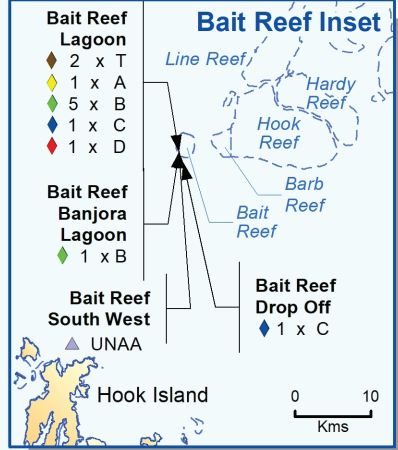 Bait Reef Inset
Bait Reef
Lagoon
2 x T
1 x A
5 x B
1 x C
1 x D
Line Reef
Hardy
Reef
Hook
Reef
Barb
Reef
Bait
Reef
Bait Reef
Banjora
Lagoon
1 x B
Bait Reef
South West
UNAA
Bait Reef
Drop Off
1 x C
Hook Island
0 10
Kms